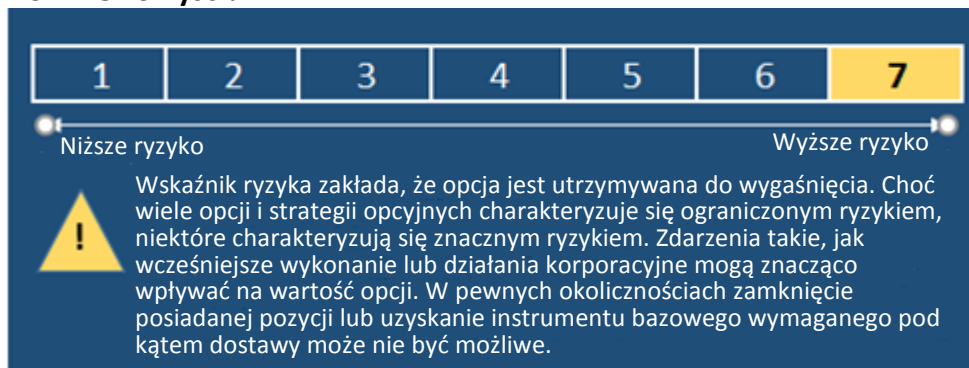 1 2 3 4 5 6 7
Niższe ryzyko Wyższe ryzyko
Wskaźnik ryzyka zakłada, że opcja jest utrzymywana do wygaśnięcia. Choć
wiele opcji i strategii opcyjnych charakteryzuje się ograniczonym ryzykiem,
! niektóre charakteryzują się znacznym ryzykiem. Zdarzenia takie, jak
wcześniejsze wykonanie lub działania korporacyjne mogą znacząco
wpływać na wartość opcji. W pewnych okolicznościach zamknięcie
posiadanej pozycji lub uzyskanie instrumentu bazowego wymaganego pod
kątem dostawy może nie być możliwe.